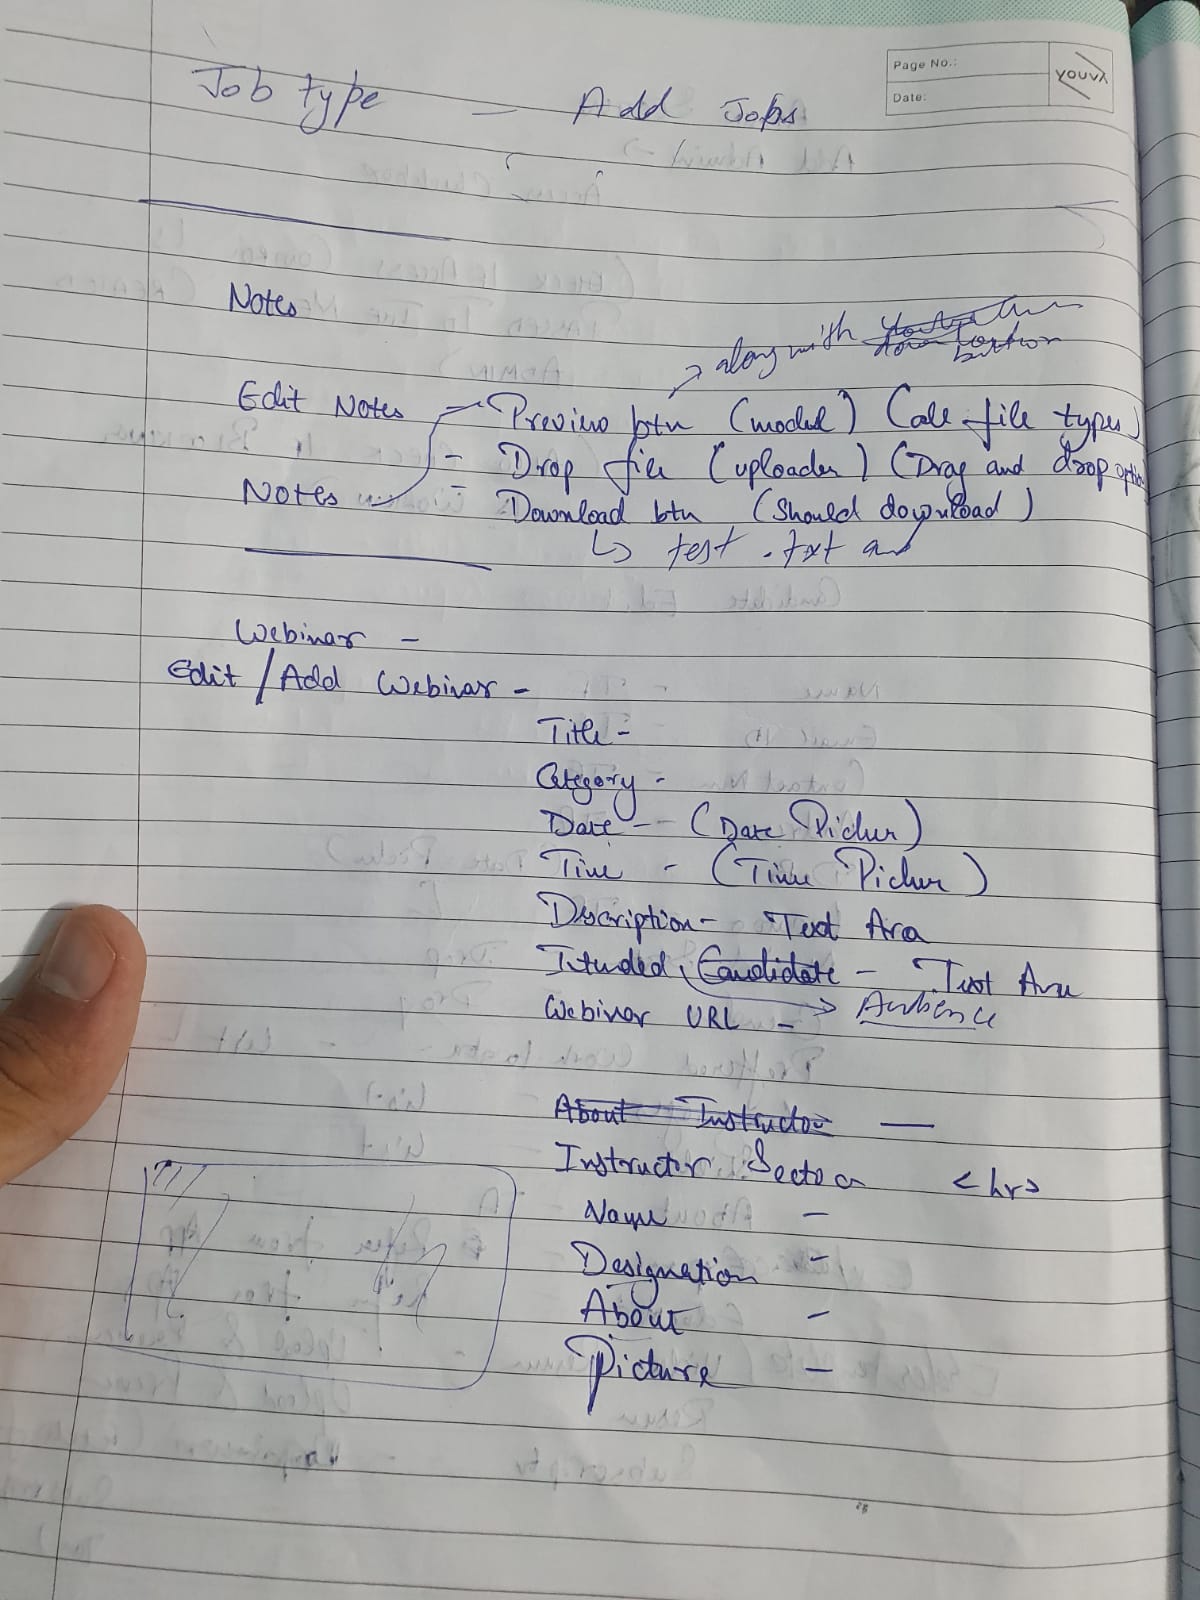 Page No.:
Date:
YOUVA
Job type - Add Jobs
Notes
along with
button
Edit Notes - Preview btn (model) (all file types)
- Drop file (uploader) (Drag and drop option
Notes - Download btn (Should download)
↳ test .txt and
Webinar -
Edit / Add Webinar -
Title -
Category -
Date -- (Date Picker)
Time - (Time Picker)
Description - Text Area
Intended Candidate - Text Area
Webinar URL - → Audience
About Instructor —
Instructor Section <hr>
Name -
Designation -
About -
Picture -